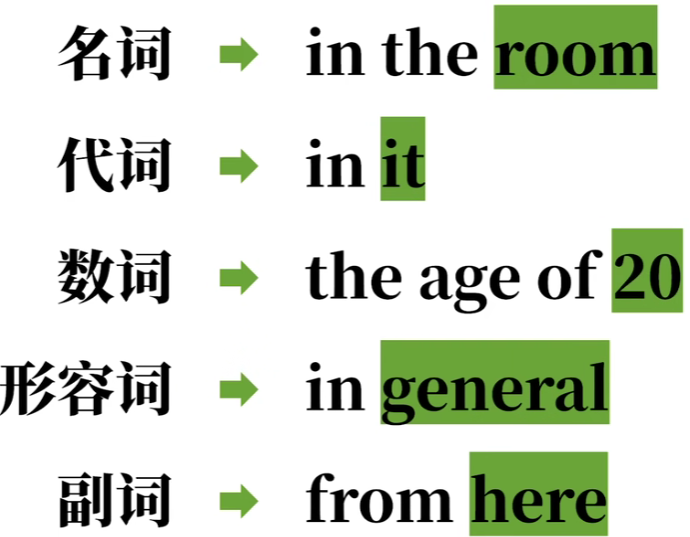 名词 in the room
代词 in it
数词 the age of 20
形容词 in general
副词 from here